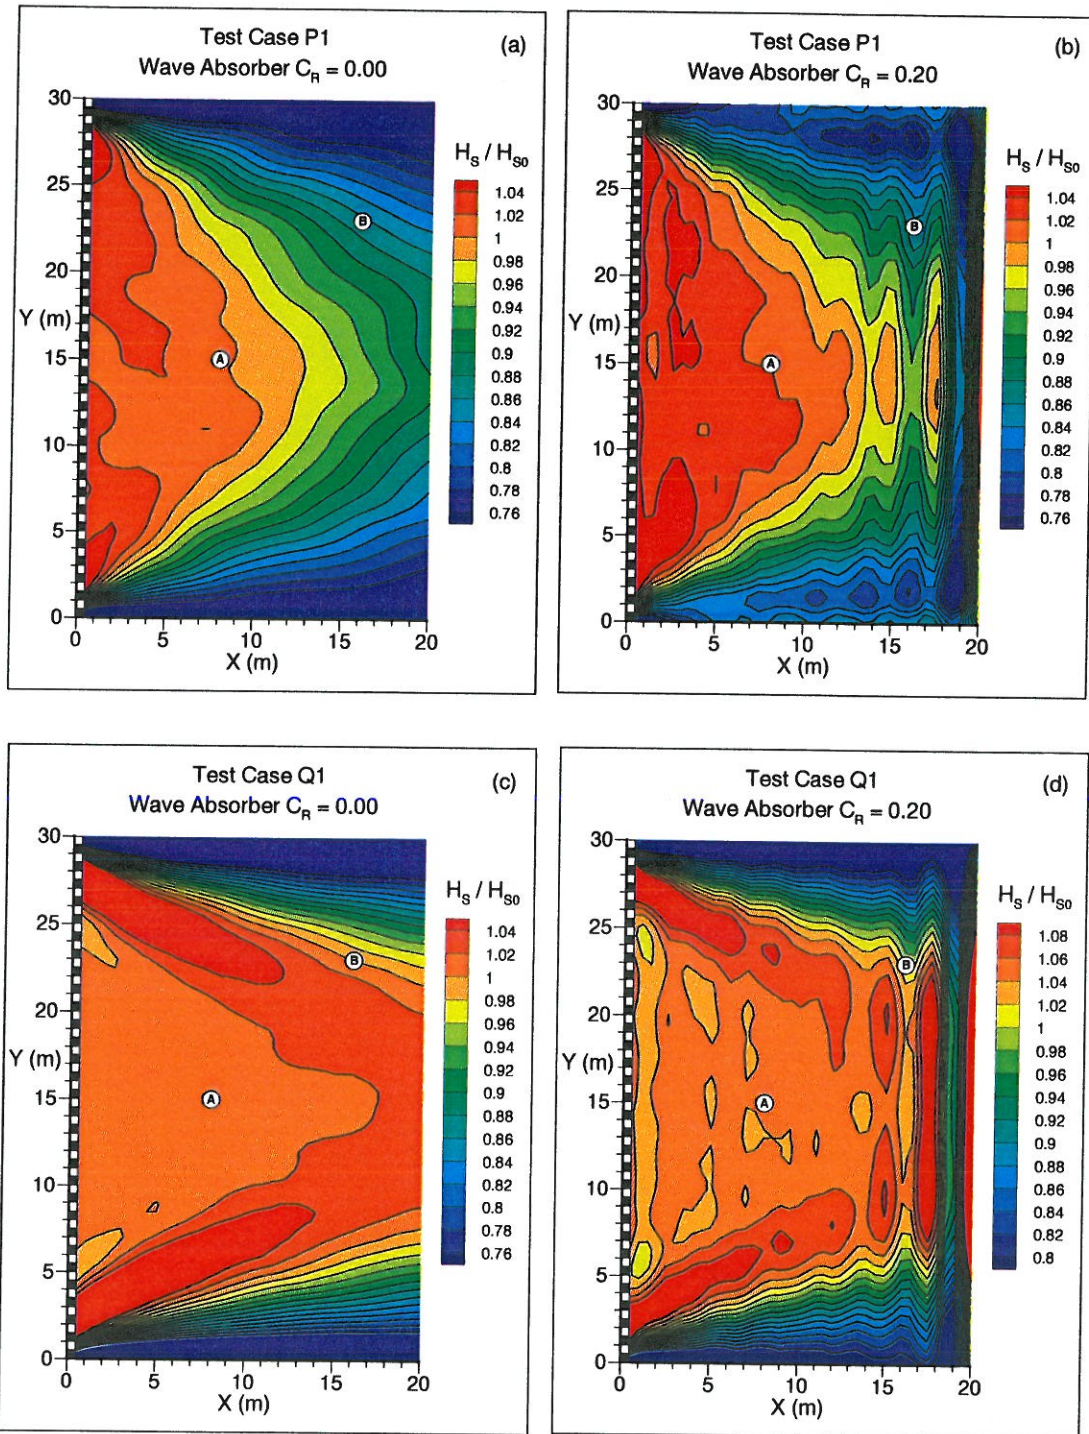 Test Case P1
(a)
Wave Absorber C_R = 0.00
30
25
20
Y (m)
15
10
5
0
0 5 10 15 20
X (m)
A
B
H_S / H_S0
1.04
1.02
1
0.98
0.96
0.94
0.92
0.9
0.88
0.86
0.84
0.82
0.8
0.78
0.76
Test Case P1
(b)
Wave Absorber C_R = 0.20
30
25
20
Y (m)
15
10
5
0
0 5 10 15 20
X (m)
A
B
H_S / H_S0
1.04
1.02
1
0.98
0.96
0.94
0.92
0.9
0.88
0.86
0.84
0.82
0.8
0.78
0.76
Test Case Q1
(c)
Wave Absorber C_R = 0.00
30
25
20
Y (m)
15
10
5
0
0 5 10 15 20
X (m)
A
B
H_S / H_S0
1.04
1.02
1
0.98
0.96
0.94
0.92
0.9
0.88
0.86
0.84
0.82
0.8
0.78
0.76
Test Case Q1
(d)
Wave Absorber C_R = 0.20
30
25
20
Y (m)
15
10
5
0
0 5 10 15 20
X (m)
A
B
H_S / H_S0
1.08
1.06
1.04
1.02
1
0.98
0.96
0.94
0.92
0.9
0.88
0.86
0.84
0.82
0.8